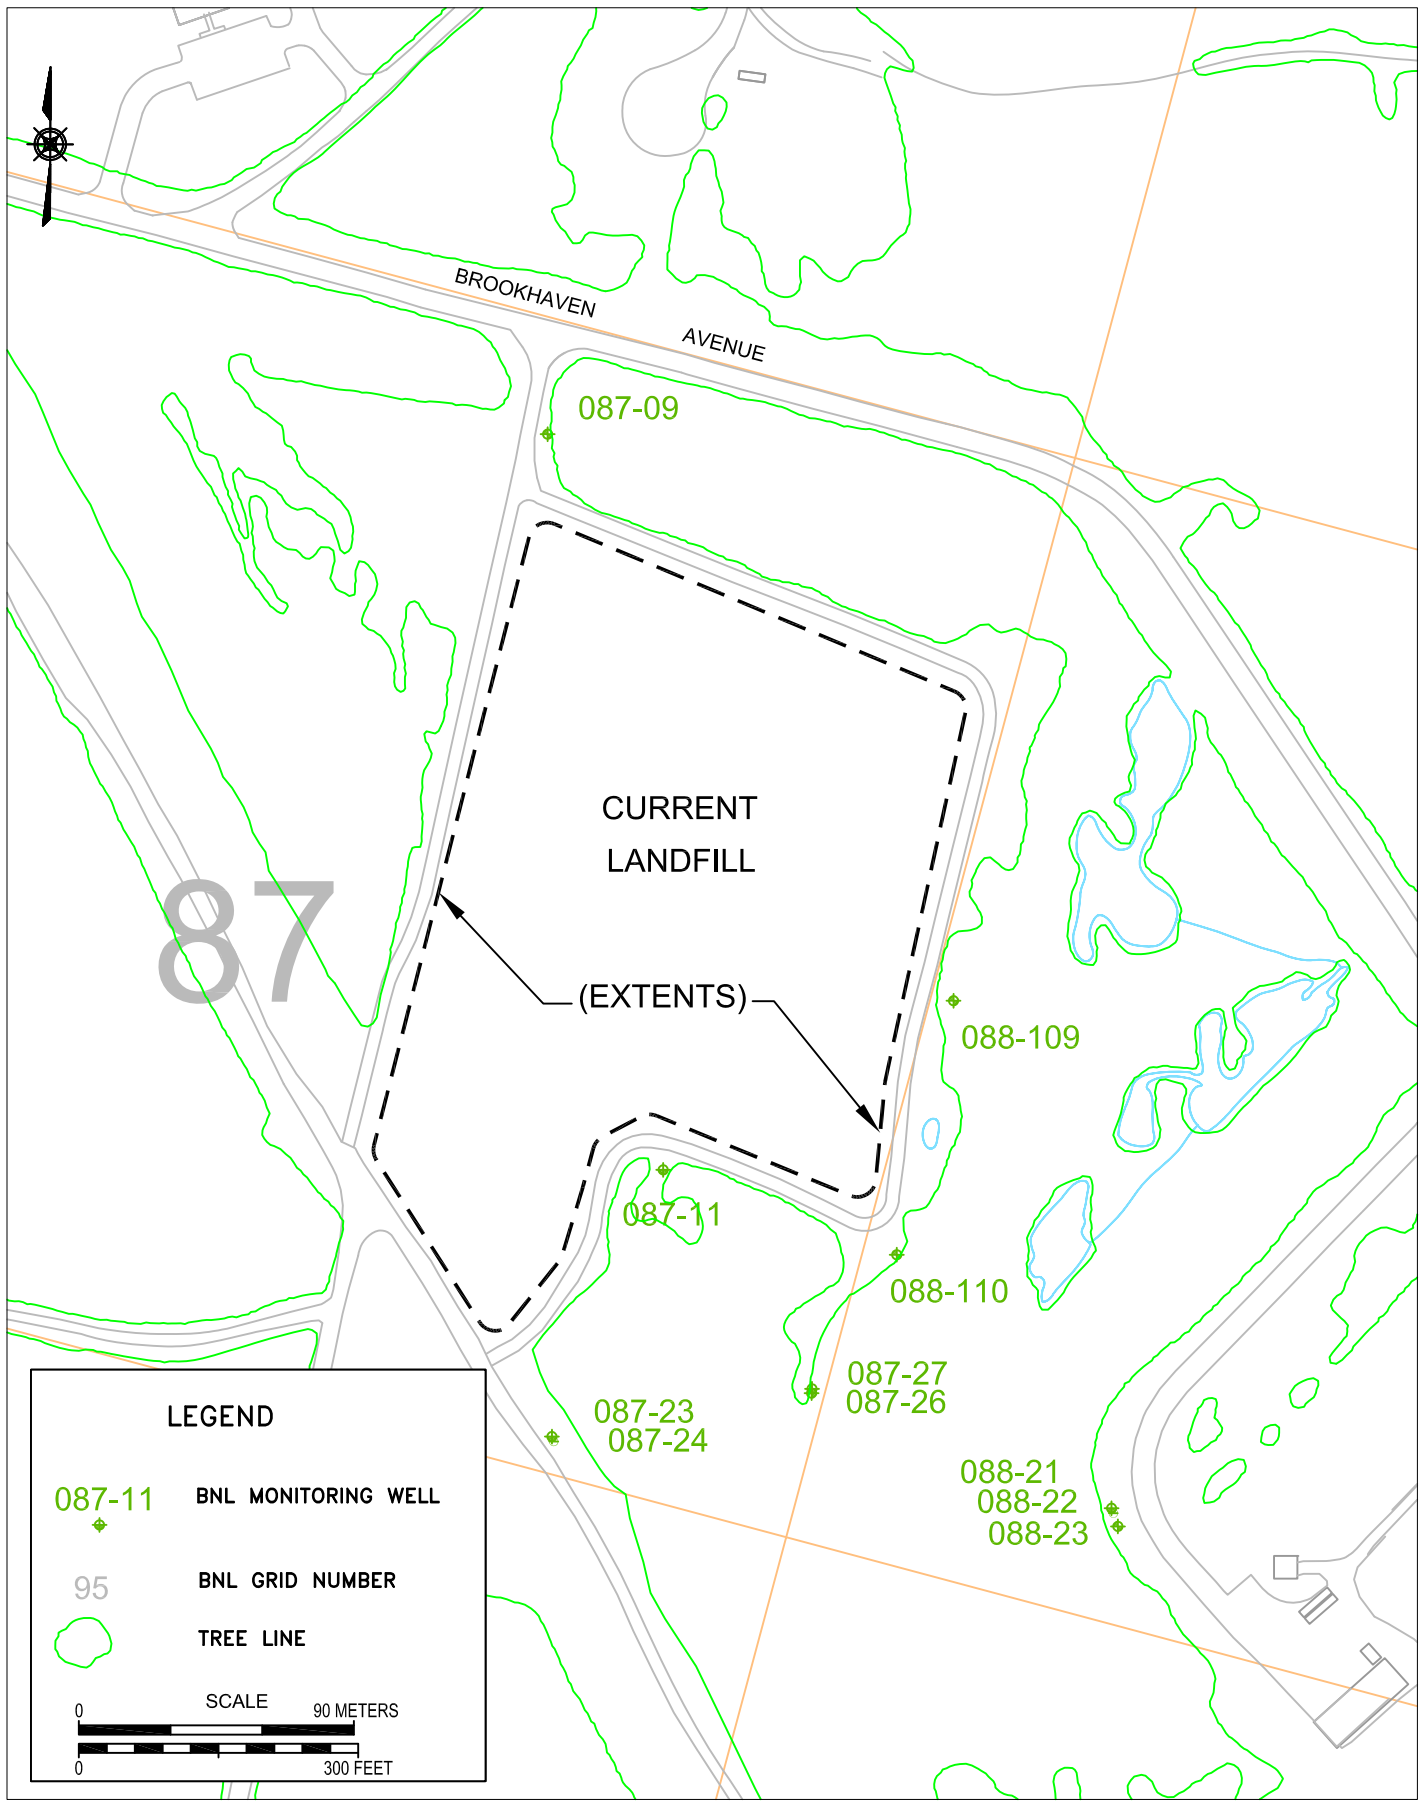 BROOKHAVEN
AVENUE
087-09
CURRENT
LANDFILL
87
(EXTENTS)
088-109
087-11
088-110
087-27
087-26
087-23
087-24
088-21
088-22
088-23
LEGEND
087-11 BNL MONITORING WELL
95 BNL GRID NUMBER
TREE LINE
SCALE
0 90 METERS
0 300 FEET